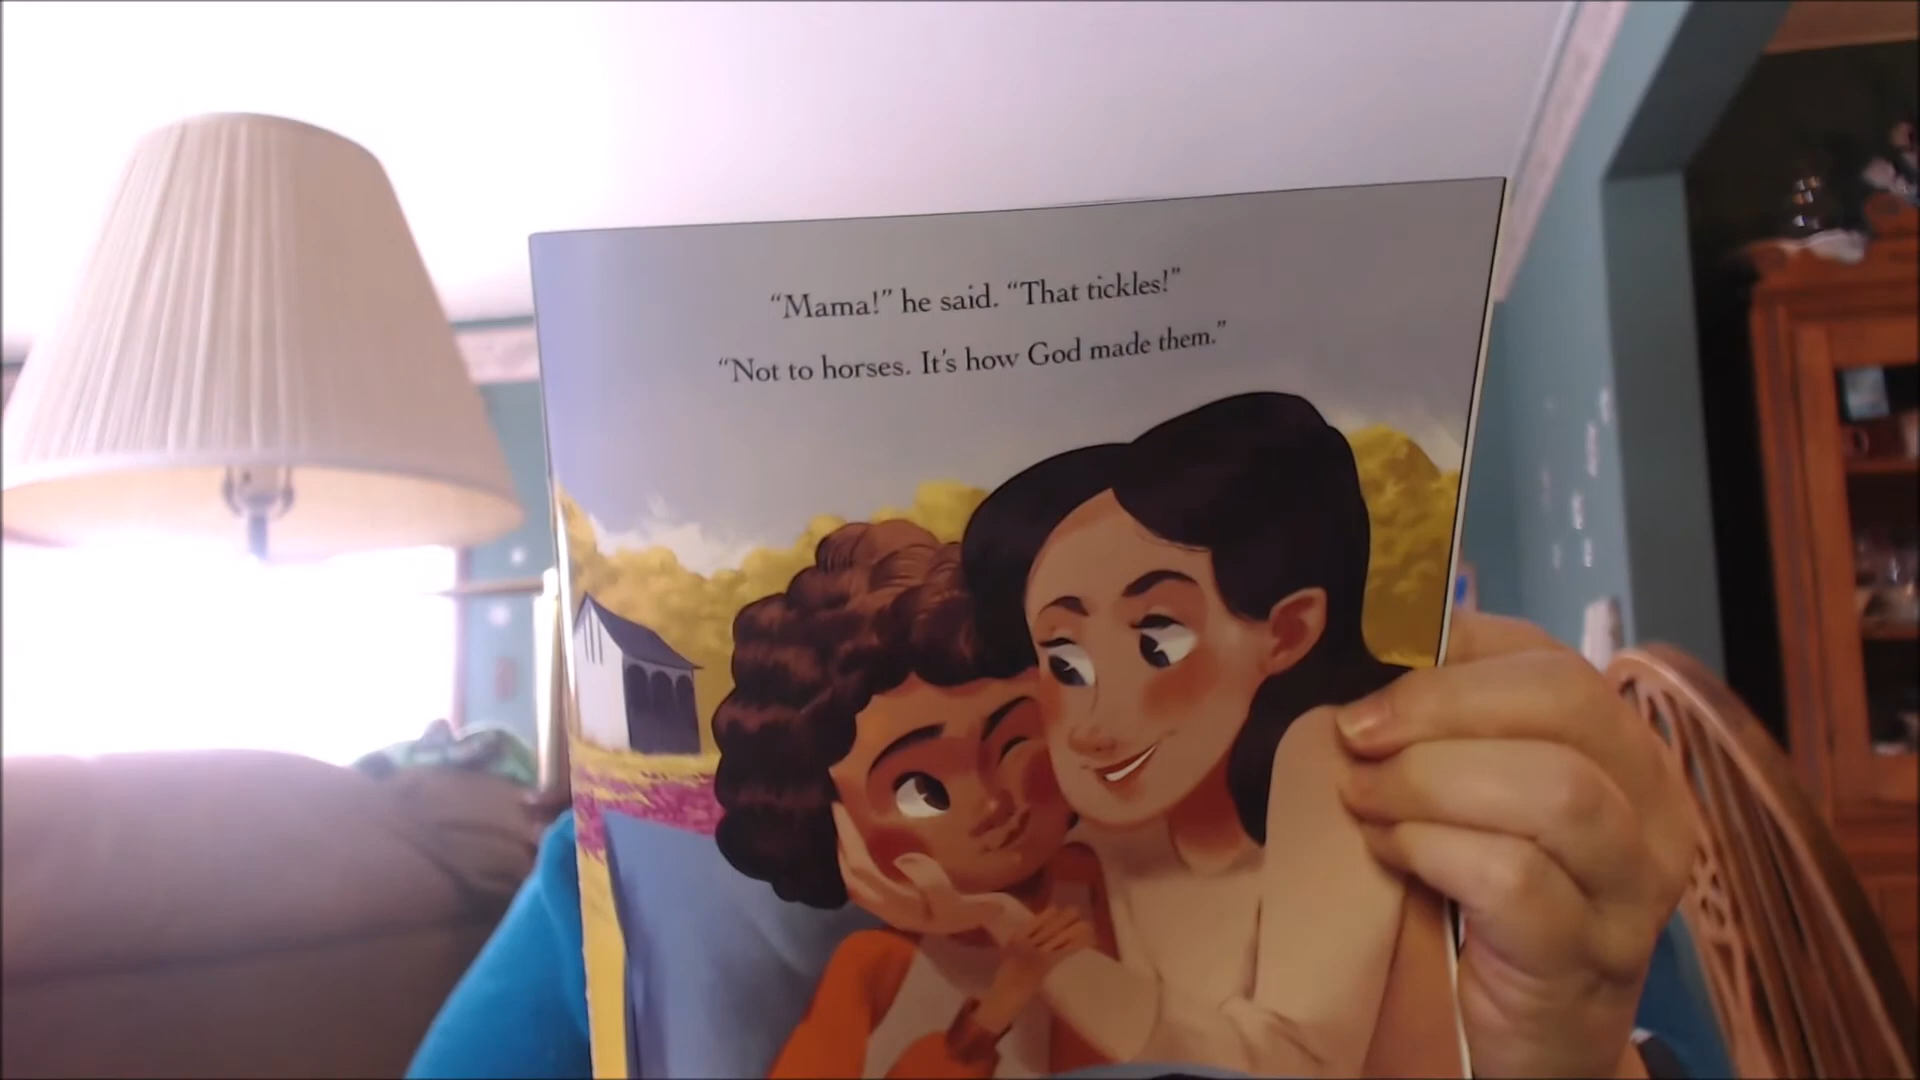 “Mama!” he said. “That tickles!”
“Not to horses. It’s how God made them.”